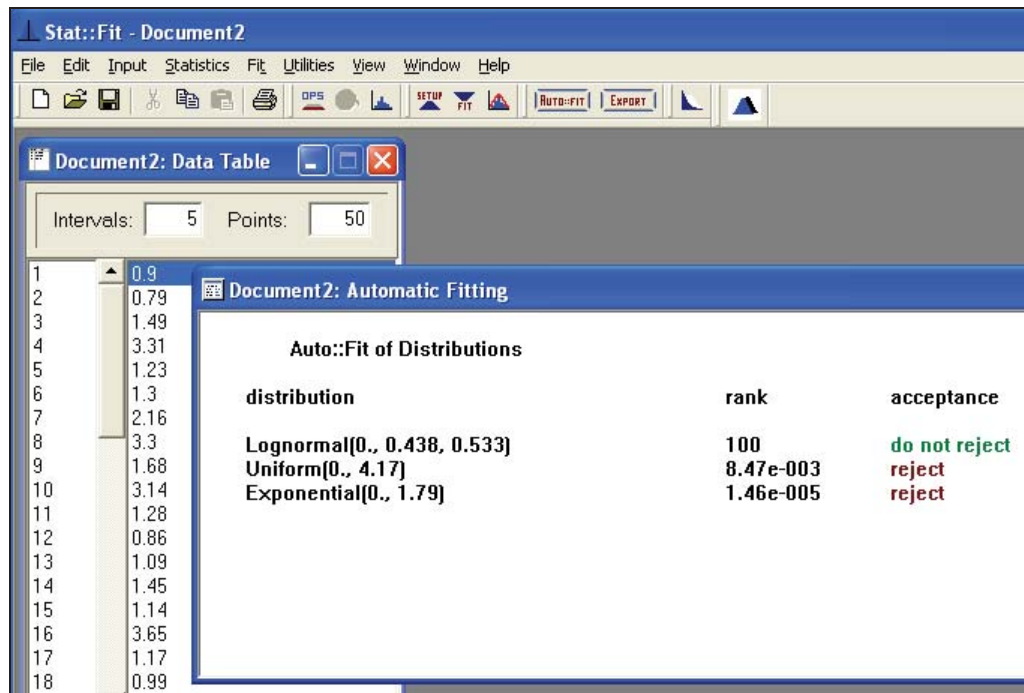 Stat::Fit - Document2
File Edit Input Statistics Fit Utilities View Window Help
OPS SETUP FIT AUTO::FIT EXPORT
Document2: Data Table
Intervals: 5 Points: 50
1 0.9
2 0.79
3 1.49
4 3.31
5 1.23
6 1.3
7 2.16
8 3.3
9 1.68
10 3.14
11 1.28
12 0.86
13 1.09
14 1.45
15 1.14
16 3.65
17 1.17
18 0.99
Document2: Automatic Fitting
Auto::Fit of Distributions
distribution rank acceptance
Lognormal(0., 0.438, 0.533) 100 do not reject
Uniform(0., 4.17) 8.47e-003 reject
Exponential(0., 1.79) 1.46e-005 reject